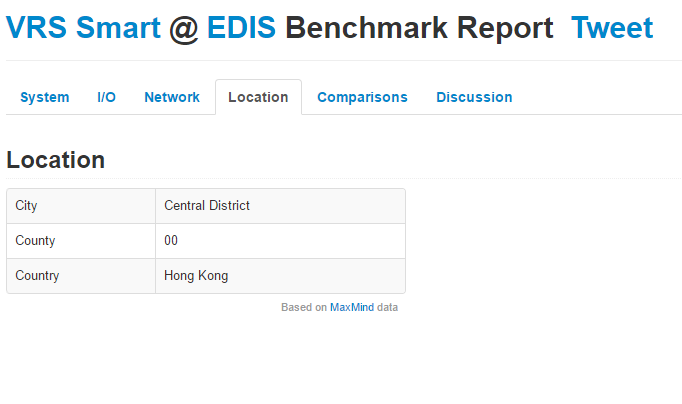 VRS Smart @ EDIS Benchmark Report Tweet
System I/O Network Location Comparisons Discussion
Location
City Central District
County 00
Country Hong Kong
Based on MaxMind data